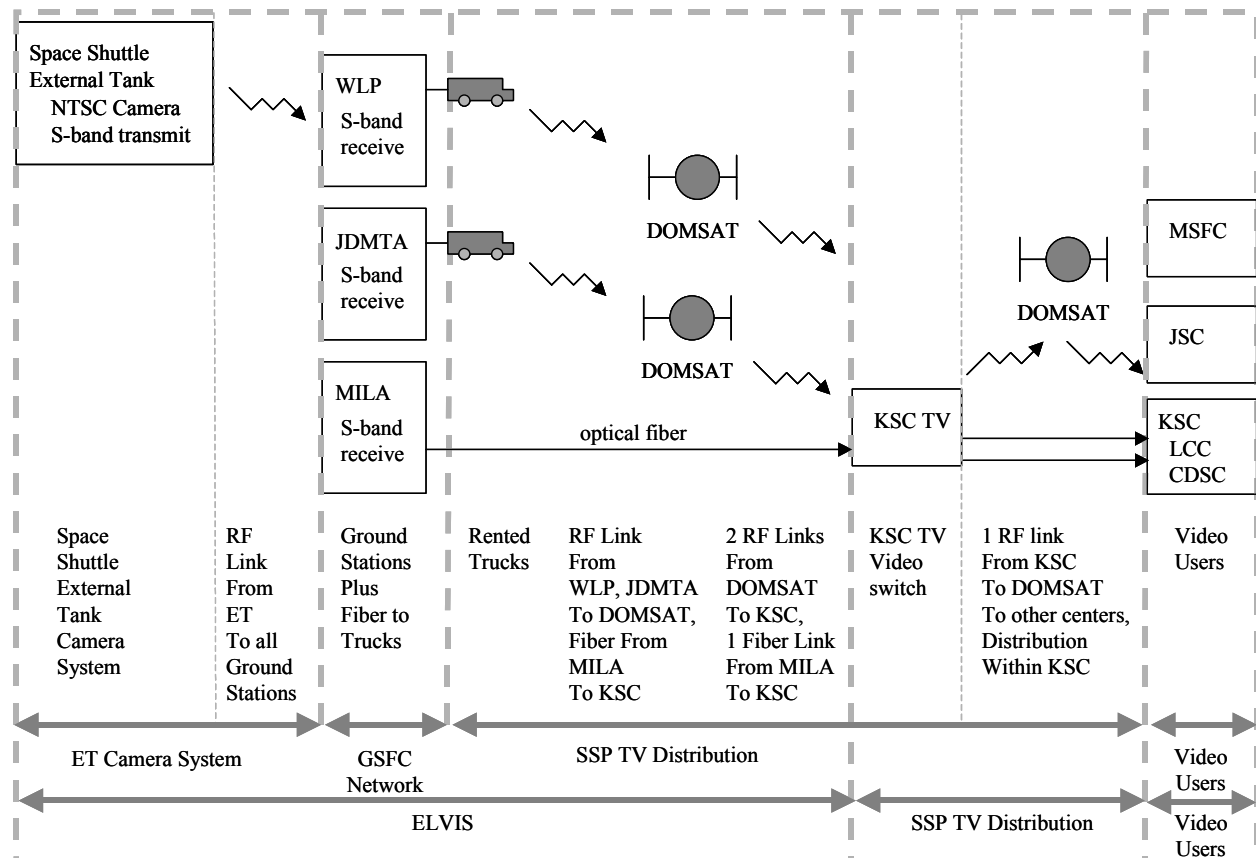 Space Shuttle
External Tank
NTSC Camera
S-band transmit
WLP
S-band
receive
JDMTA
S-band
receive
MILA
S-band
receive
DOMSAT
DOMSAT
optical fiber
KSC TV
DOMSAT
MSFC
JSC
KSC
LCC
CDSC
Space
Shuttle
External
Tank
Camera
System
RF
Link
From
ET
To all
Ground
Stations
Ground
Stations
Plus
Fiber to
Trucks
Rented
Trucks
RF Link
From
WLP, JDMTA
To DOMSAT,
Fiber From
MILA
To KSC
2 RF Links
From
DOMSAT
To KSC,
1 Fiber Link
From MILA
To KSC
KSC TV
Video
switch
1 RF link
From KSC
To DOMSAT
To other centers,
Distribution
Within KSC
Video
Users
ET Camera System
GSFC
Network
SSP TV Distribution
Video
Users
ELVIS
SSP TV Distribution
Video
Users